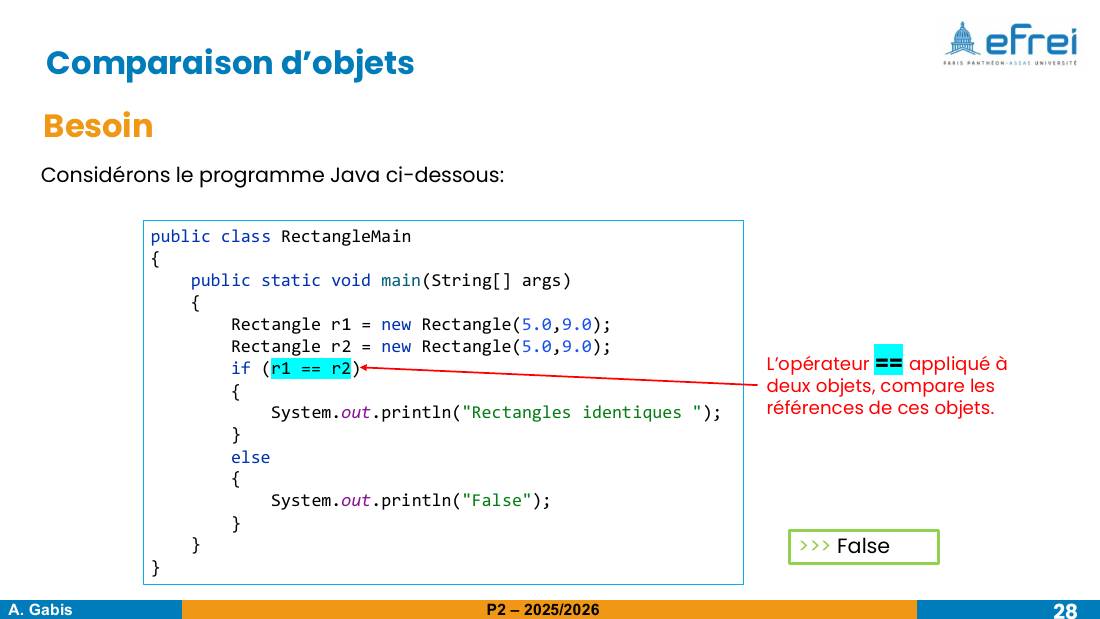 efrei
PARIS PANTHÉON-ASSAS UNIVERSITÉ
Comparaison d’objets
Besoin
Considérons le programme Java ci-dessous:
public class RectangleMain
{
    public static void main(String[] args)
    {
        Rectangle r1 = new Rectangle(5.0,9.0);
        Rectangle r2 = new Rectangle(5.0,9.0);
        if (r1 == r2)
        {
            System.out.println("Rectangles identiques ");
        }
        else
        {
            System.out.println("False");
        }
    }
}
L’opérateur == appliqué à
deux objets, compare les
références de ces objets.
>>> False
A. Gabis
P2 – 2025/2026
28